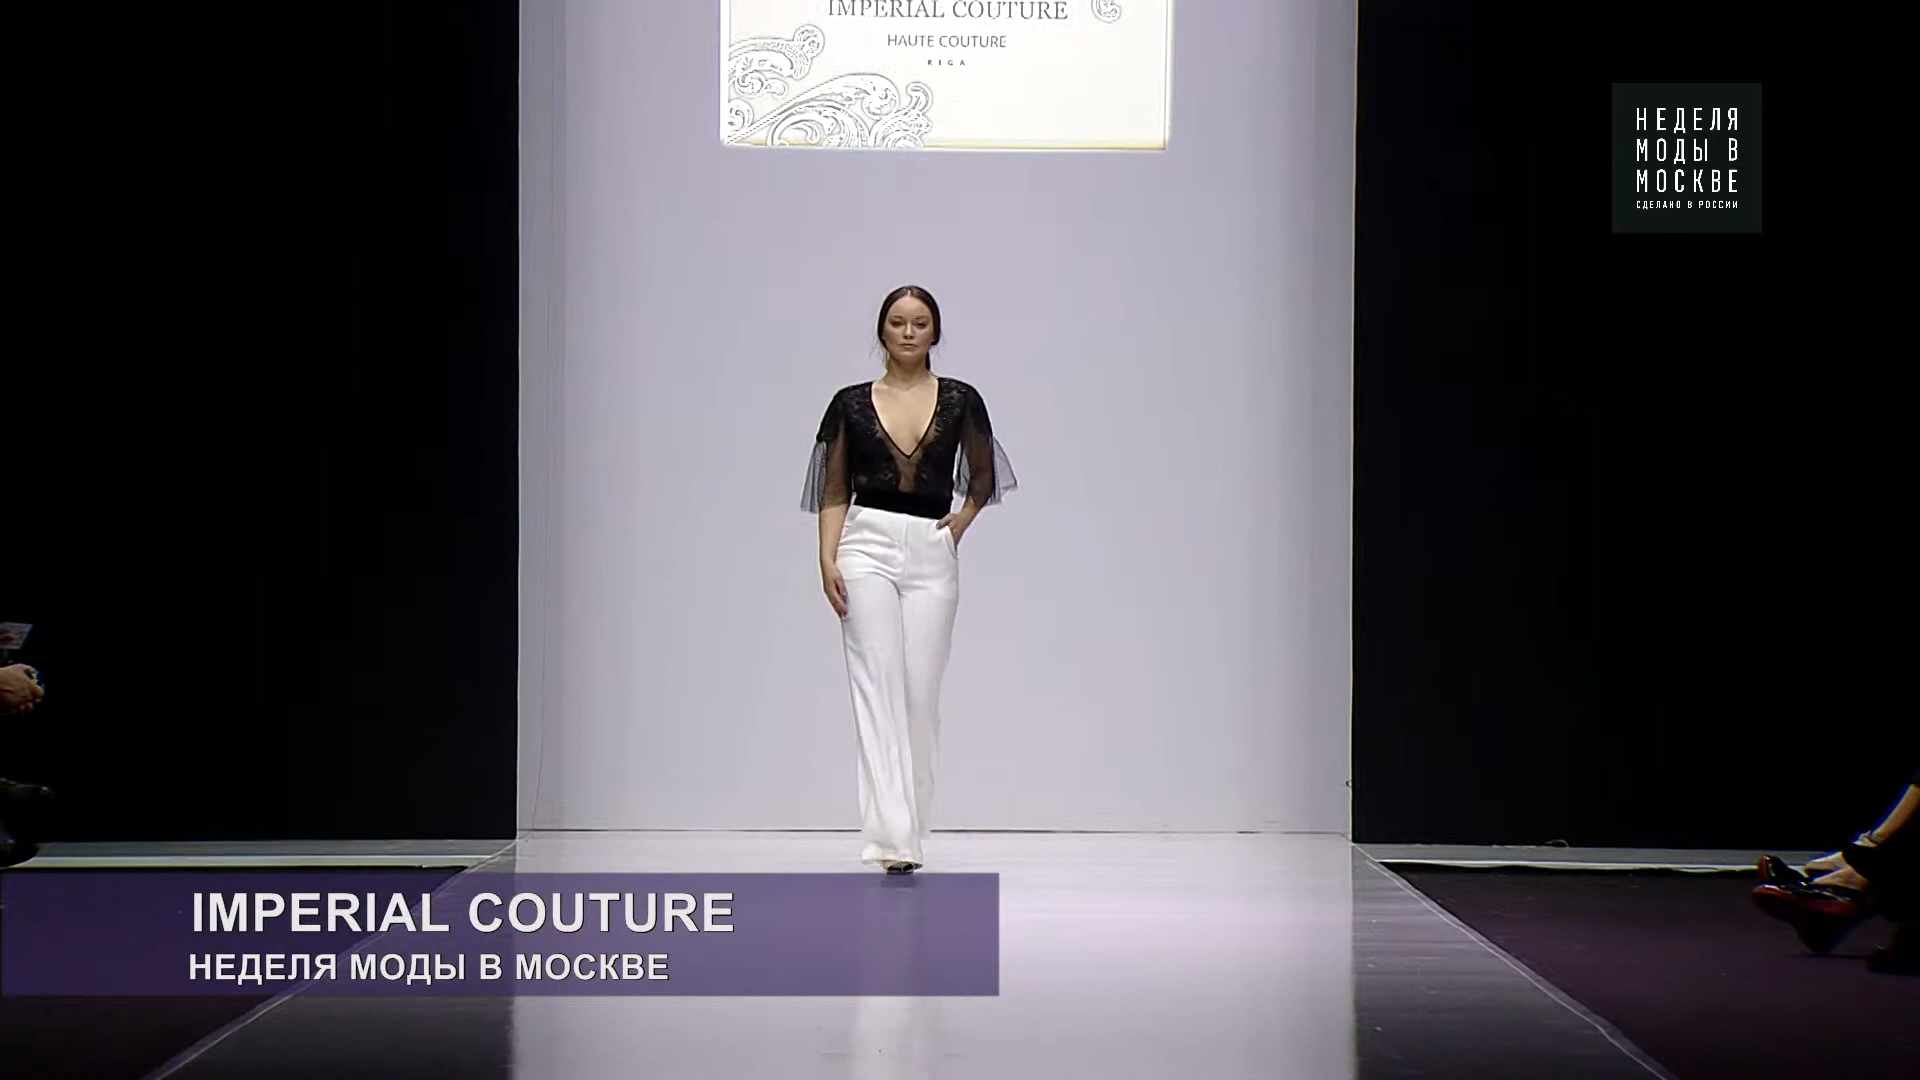 IMPERIAL COUTURE
HAUTE COUTURE
RIGA
НЕДЕЛЯ
МОДЫ В
МОСКВЕ
СДЕЛАНО В РОССИИ
IMPERIAL COUTURE
НЕДЕЛЯ МОДЫ В МОСКВЕ